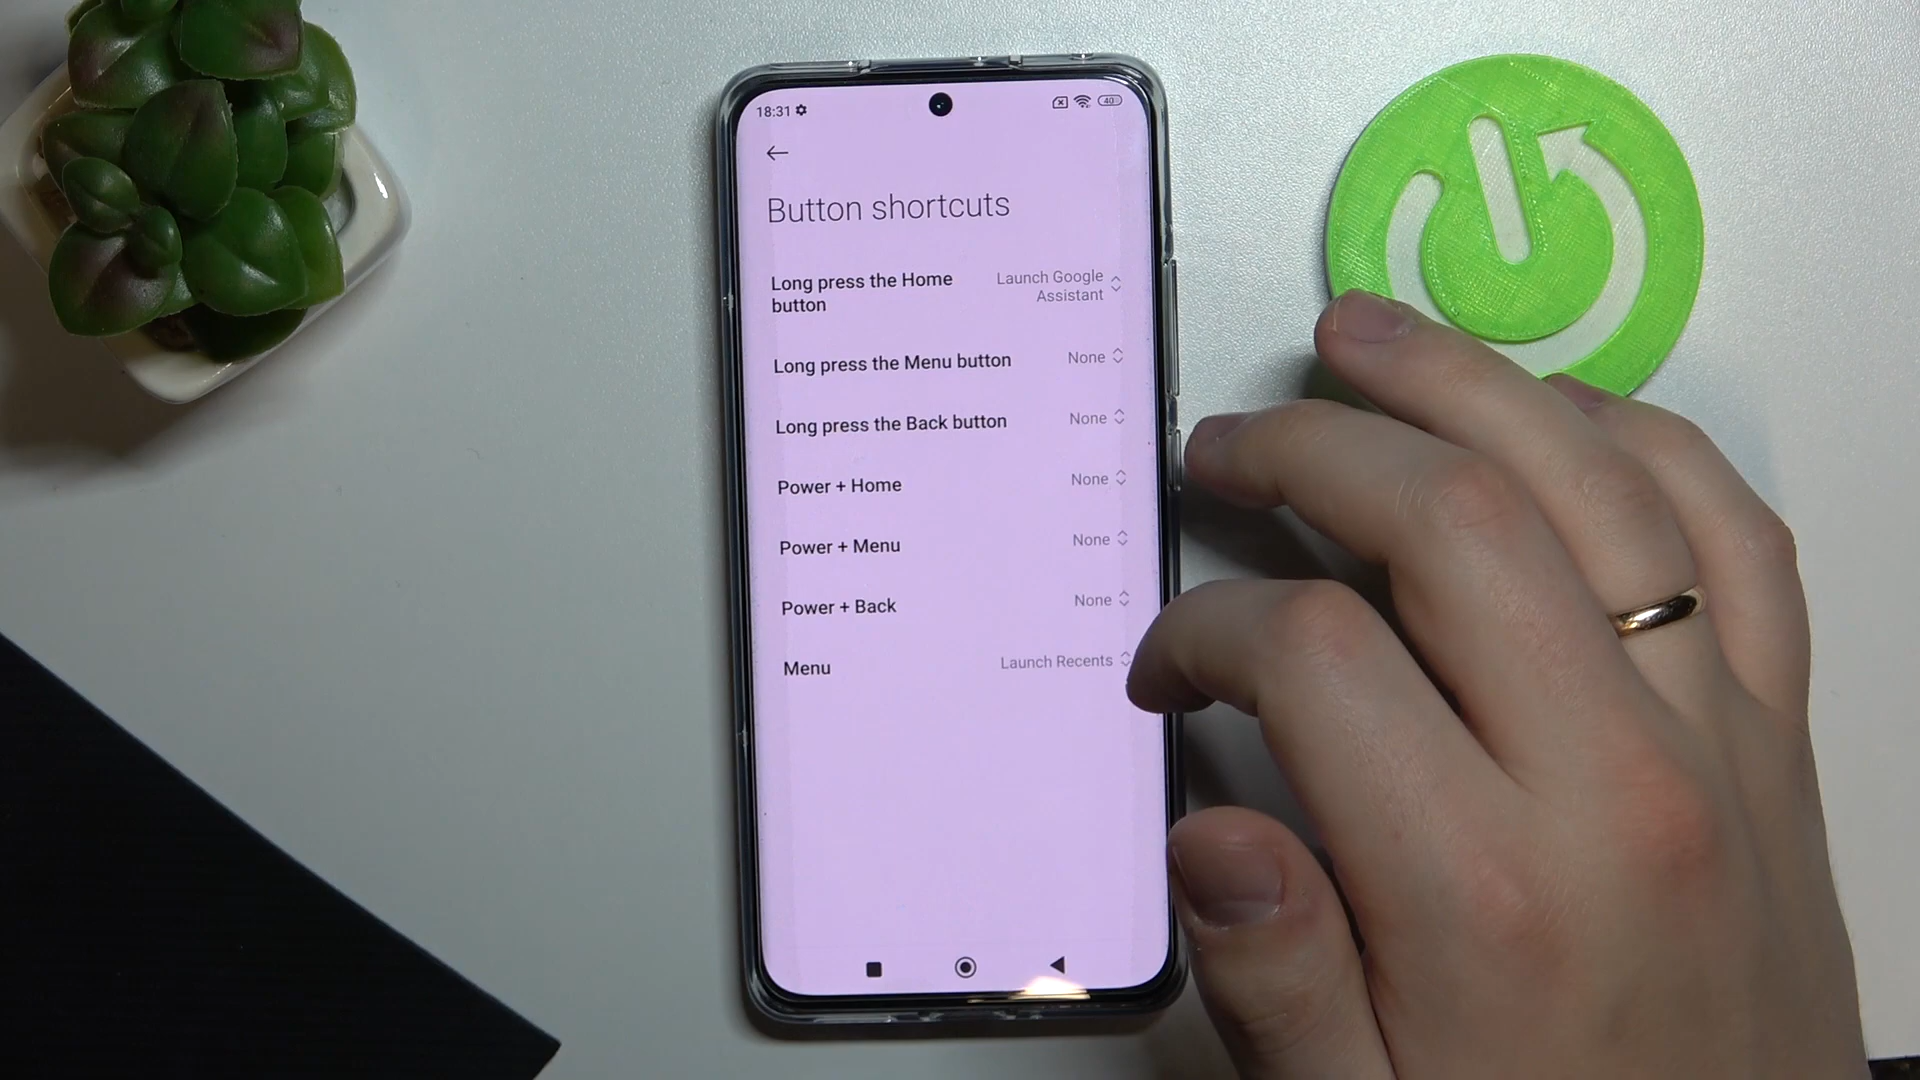 18:31
40
Button shortcuts
Long press the Home
button
Launch Google
Assistant
Long press the Menu button
None
Long press the Back button
None
Power + Home
None
Power + Menu
None
Power + Back
None
Menu
Launch Recents